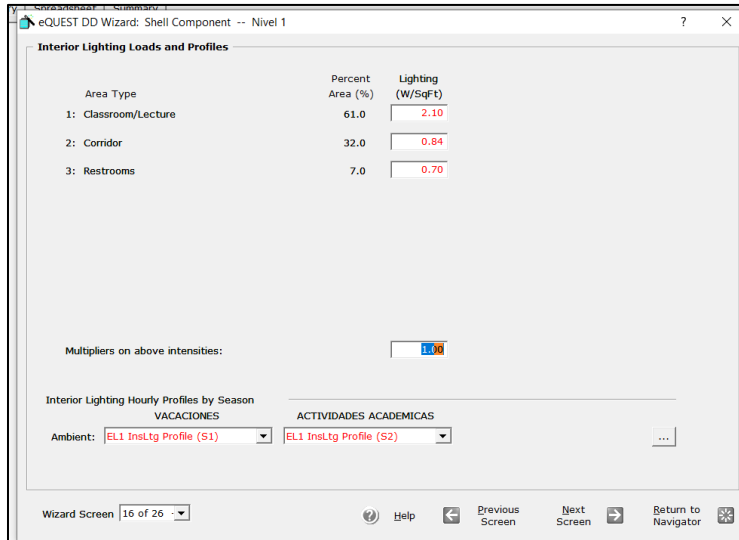 y | Spreadsheet | Summary |
eQUEST DD Wizard: Shell Component -- Nivel 1 ? ×
Interior Lighting Loads and Profiles
Percent Lighting
Area Type Area (%) (W/SqFt)
1: Classroom/Lecture 61.0 2.10
2: Corridor 32.0 0.84
3: Restrooms 7.0 0.70
Multipliers on above intensities: 1.00
Interior Lighting Hourly Profiles by Season
VACACIONES ACTIVIDADES ACADEMICAS
Ambient: EL1 InsLtg Profile (S1) EL1 InsLtg Profile (S2) ...
Wizard Screen 16 of 26 - ? Help Previous Screen Next Screen Return to Navigator